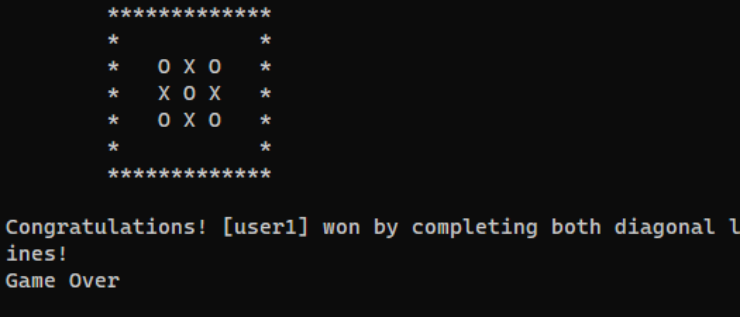 *************
*           *
*   O X O   *
*   X O X   *
*   O X O   *
*           *
*************
Congratulations! [user1] won by completing both diagonal l
ines!
Game Over